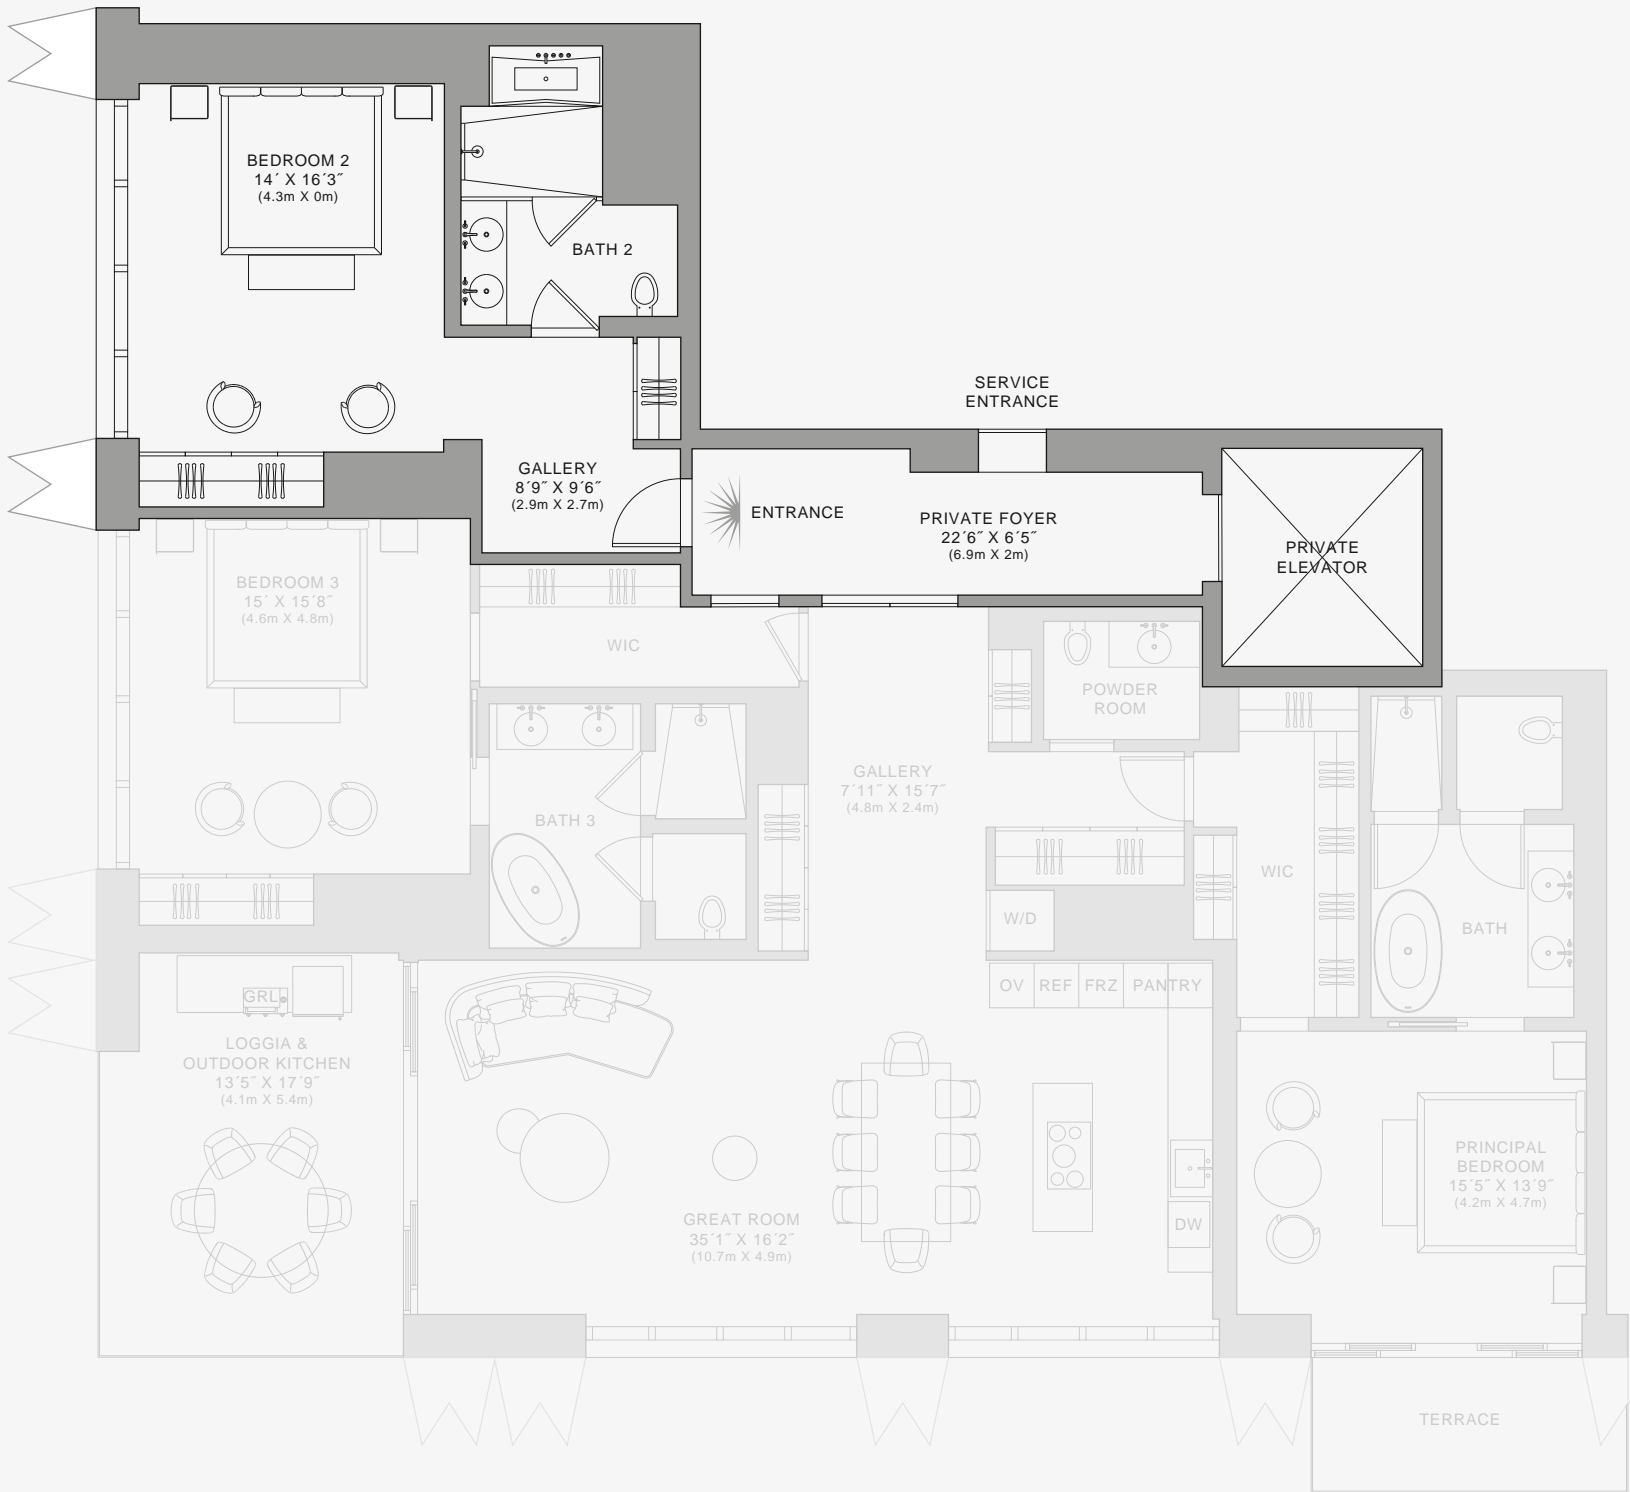 BEDROOM 2
14´ X 16´3˝
(4.3m X 0m)
BATH 2
SERVICE
ENTRANCE
GALLERY
8´9˝ X 9´6˝
(2.9m X 2.7m)
ENTRANCE
PRIVATE FOYER
22´6˝ X 6´5˝
(6.9m X 2m)
PRIVATE
ELEVATOR
BEDROOM 3
15´ X 15´8˝
(4.6m X 4.8m)
WIC
POWDER
ROOM
GALLERY
7´11˝ X 15´7˝
(4.8m X 2.4m)
BATH 3
WIC
W/D
BATH
OV
REF
FRZ
PANTRY
GRL
LOGGIA &
OUTDOOR KITCHEN
13´5˝ X 17´9˝
(4.1m X 5.4m)
PRINCIPAL
BEDROOM
15´5˝ X 13´9˝
(4.2m X 4.7m)
GREAT ROOM
35´1˝ X 16´2˝
(10.7m X 4.9m)
DW
TERRACE